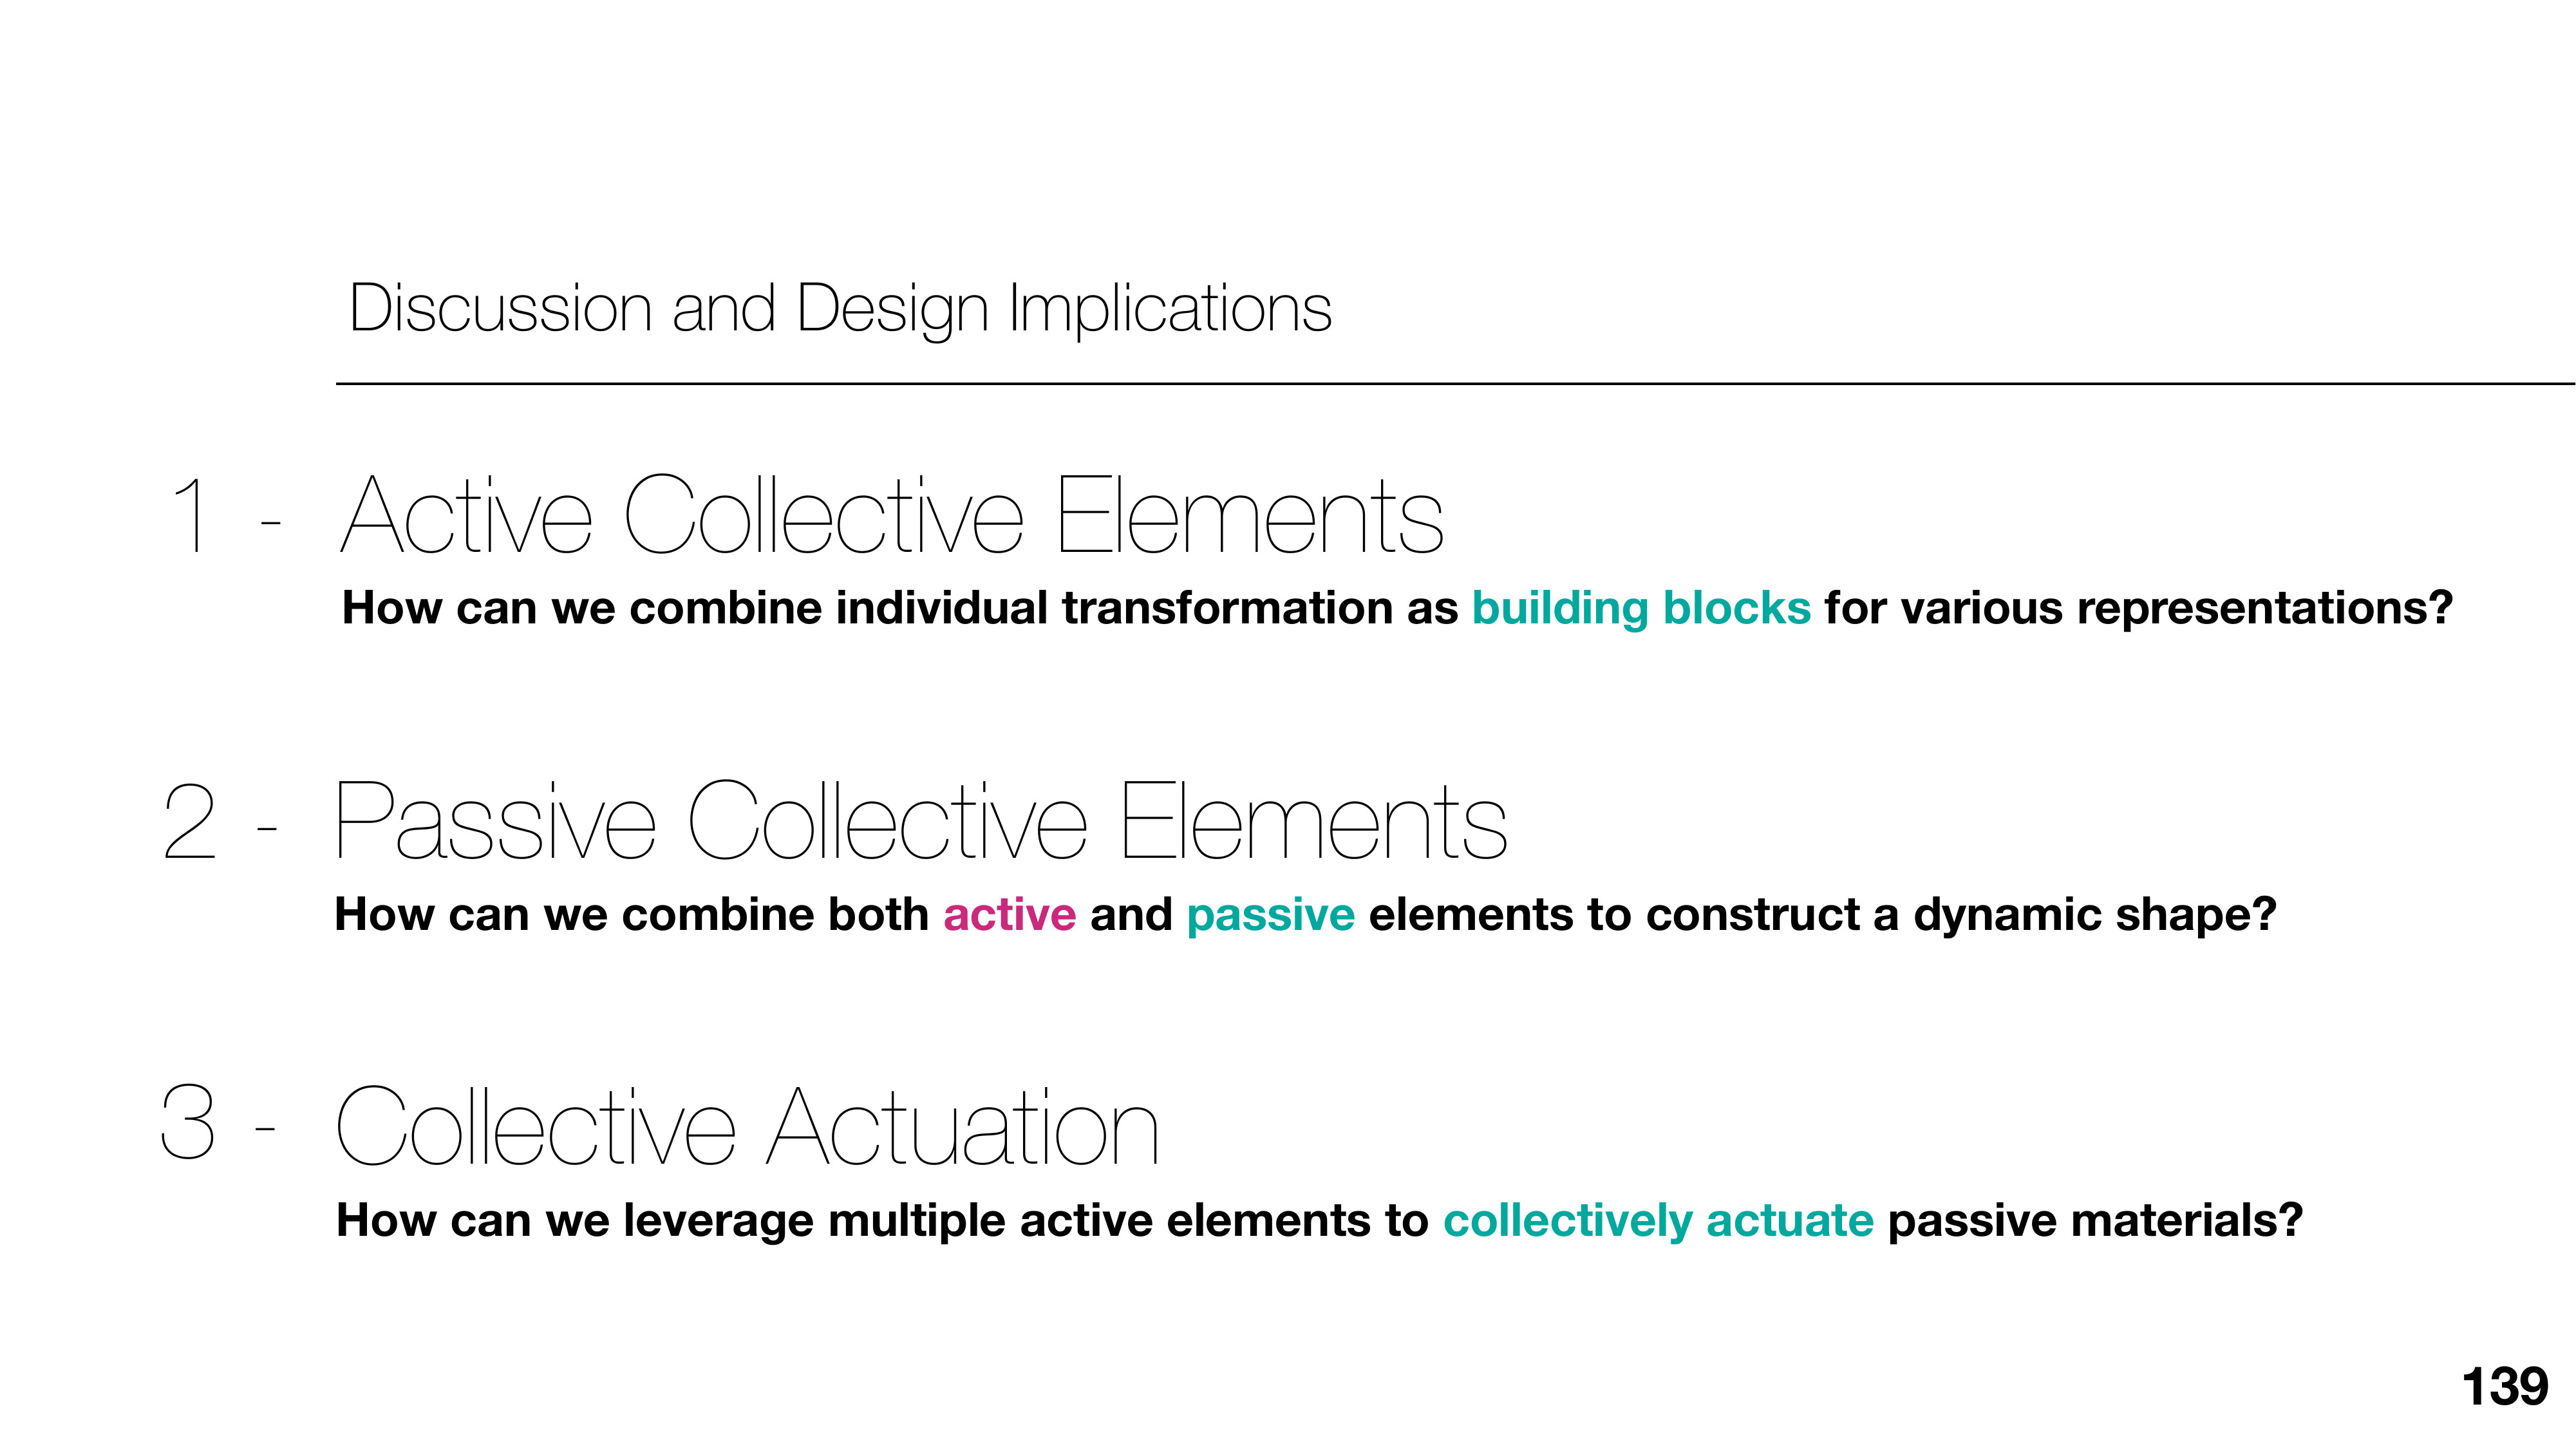 Discussion and Design Implications
1 - Active Collective Elements
How can we combine individual transformation as building blocks for various representations?
2 - Passive Collective Elements
How can we combine both active and passive elements to construct a dynamic shape?
3 - Collective Actuation
How can we leverage multiple active elements to collectively actuate passive materials?
139